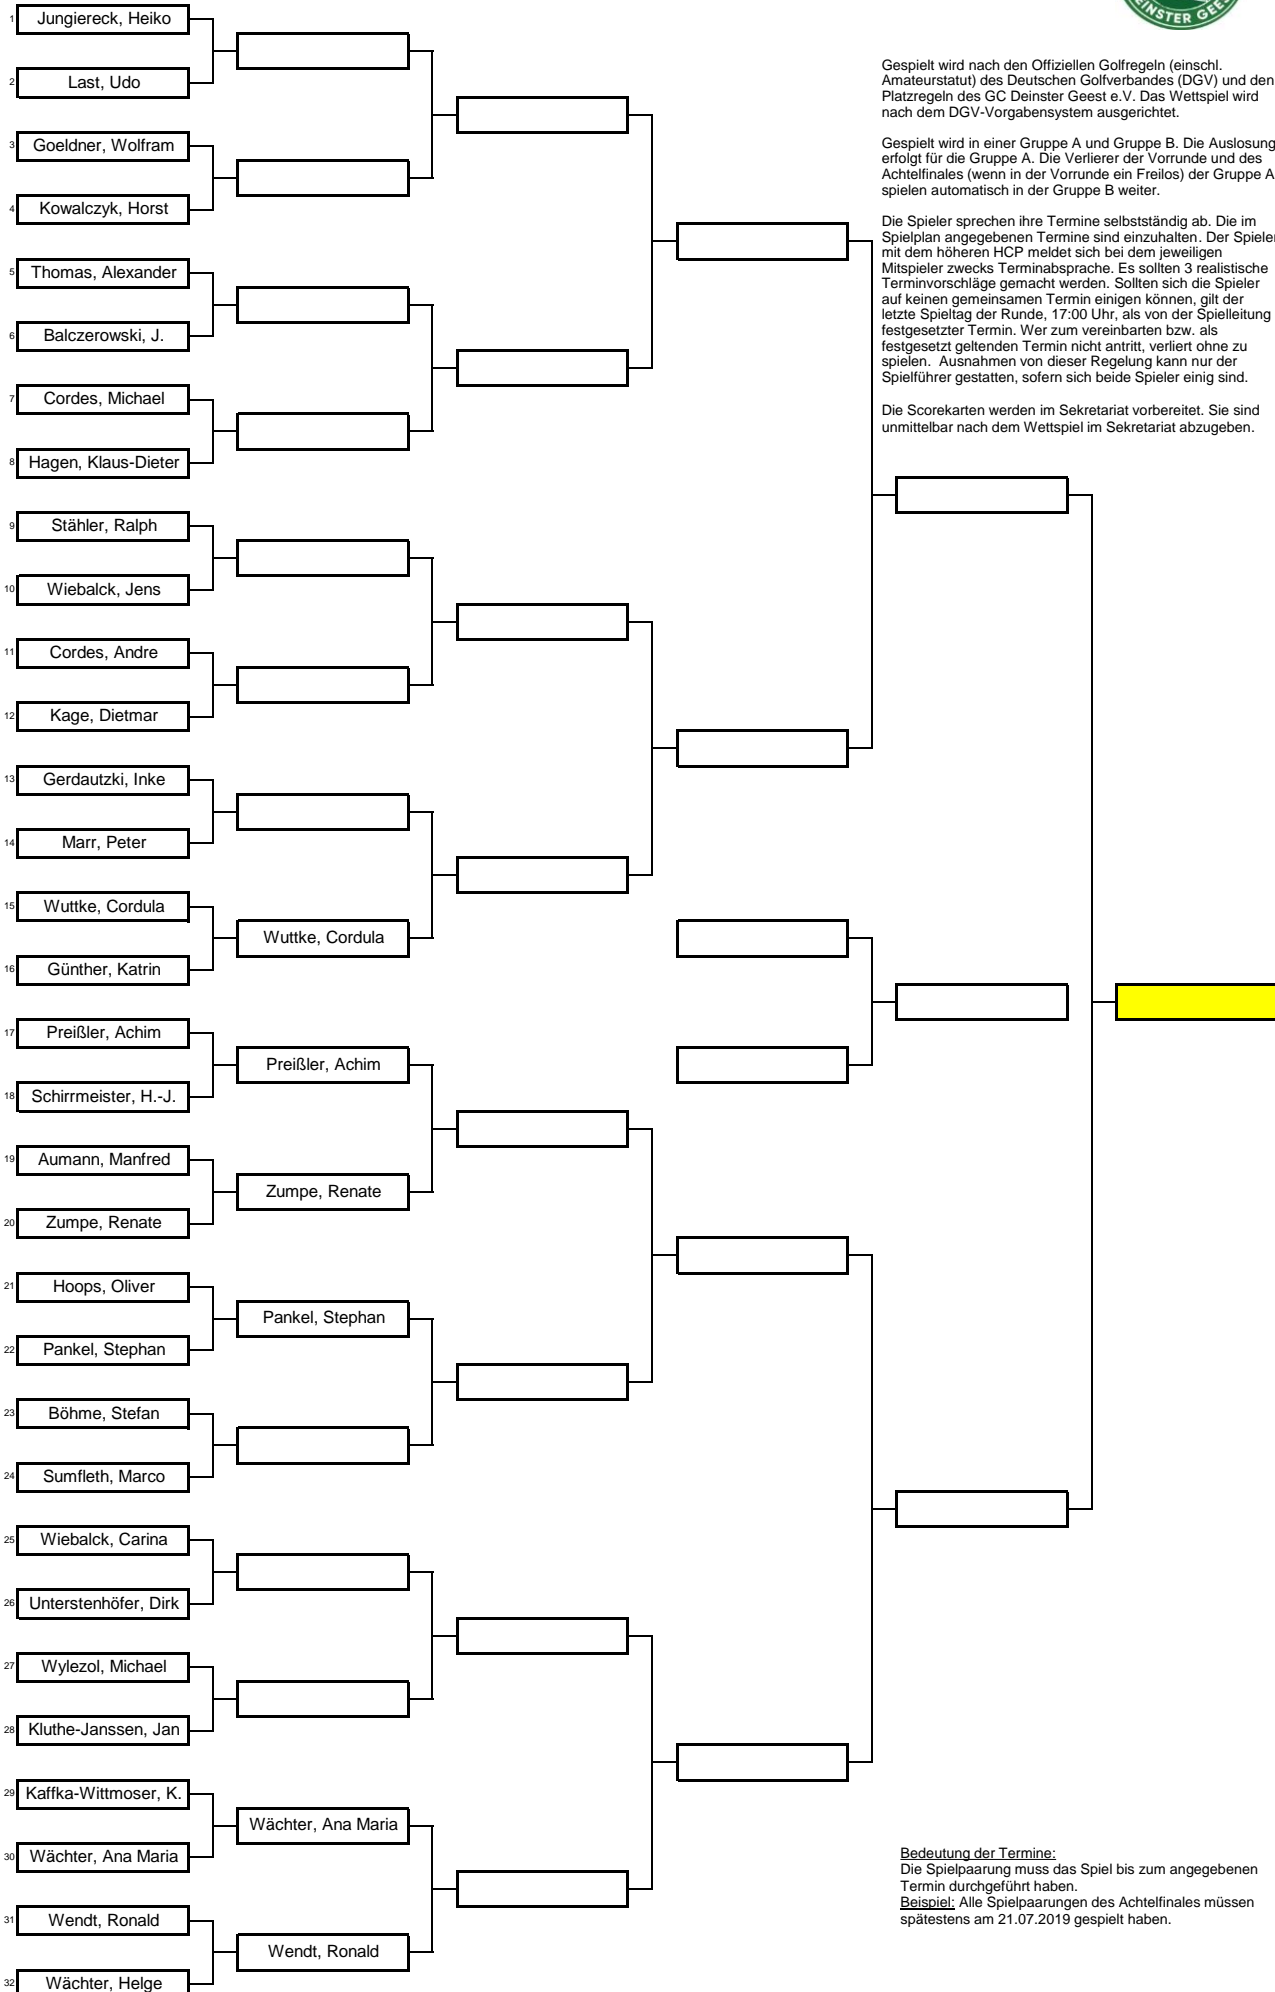 INSTER GEES
1 Jungiereck, Heiko
2 Last, Udo
3 Goeldner, Wolfram
4 Kowalczyk, Horst
5 Thomas, Alexander
6 Balczerowski, J.
7 Cordes, Michael
8 Hagen, Klaus-Dieter
9 Stähler, Ralph
10 Wiebalck, Jens
11 Cordes, Andre
12 Kage, Dietmar
13 Gerdautzki, Inke
14 Marr, Peter
15 Wuttke, Cordula
16 Günther, Katrin
17 Preißler, Achim
18 Schirrmeister, H.-J.
19 Aumann, Manfred
20 Zumpe, Renate
21 Hoops, Oliver
22 Pankel, Stephan
23 Böhme, Stefan
24 Sumfleth, Marco
25 Wiebalck, Carina
26 Unterstenhöfer, Dirk
27 Wylezol, Michael
28 Kluthe-Janssen, Jan
29 Kaffka-Wittmoser, K.
30 Wächter, Ana Maria
31 Wendt, Ronald
32 Wächter, Helge
Wuttke, Cordula
Preißler, Achim
Zumpe, Renate
Pankel, Stephan
Wächter, Ana Maria
Wendt, Ronald
Gespielt wird nach den Offiziellen Golfregeln (einschl.
Amateurstatut) des Deutschen Golfverbandes (DGV) und den
Platzregeln des GC Deinster Geest e.V. Das Wettspiel wird
nach dem DGV-Vorgabensystem ausgerichtet.
Gespielt wird in einer Gruppe A und Gruppe B. Die Auslosung
erfolgt für die Gruppe A. Die Verlierer der Vorrunde und des
Achtelfinales (wenn in der Vorrunde ein Freilos) der Gruppe A
spielen automatisch in der Gruppe B weiter.
Die Spieler sprechen ihre Termine selbstständig ab. Die im
Spielplan angegebenen Termine sind einzuhalten. Der Spieler
mit dem höheren HCP meldet sich bei dem jeweiligen
Mitspieler zwecks Terminabsprache. Es sollten 3 realistische
Terminvorschläge gemacht werden. Sollten sich die Spieler
auf keinen gemeinsamen Termin einigen können, gilt der
letzte Spieltag der Runde, 17:00 Uhr, als von der Spielleitung
festgesetzter Termin. Wer zum vereinbarten bzw. als
festgesetzt geltenden Termin nicht antritt, verliert ohne zu
spielen. Ausnahmen von dieser Regelung kann nur der
Spielführer gestatten, sofern sich beide Spieler einig sind.
Die Scorekarten werden im Sekretariat vorbereitet. Sie sind
unmittelbar nach dem Wettspiel im Sekretariat abzugeben.
Bedeutung der Termine:
Die Spielpaarung muss das Spiel bis zum angegebenen
Termin durchgeführt haben.
Beispiel: Alle Spielpaarungen des Achtelfinales müssen
spätestens am 21.07.2019 gespielt haben.